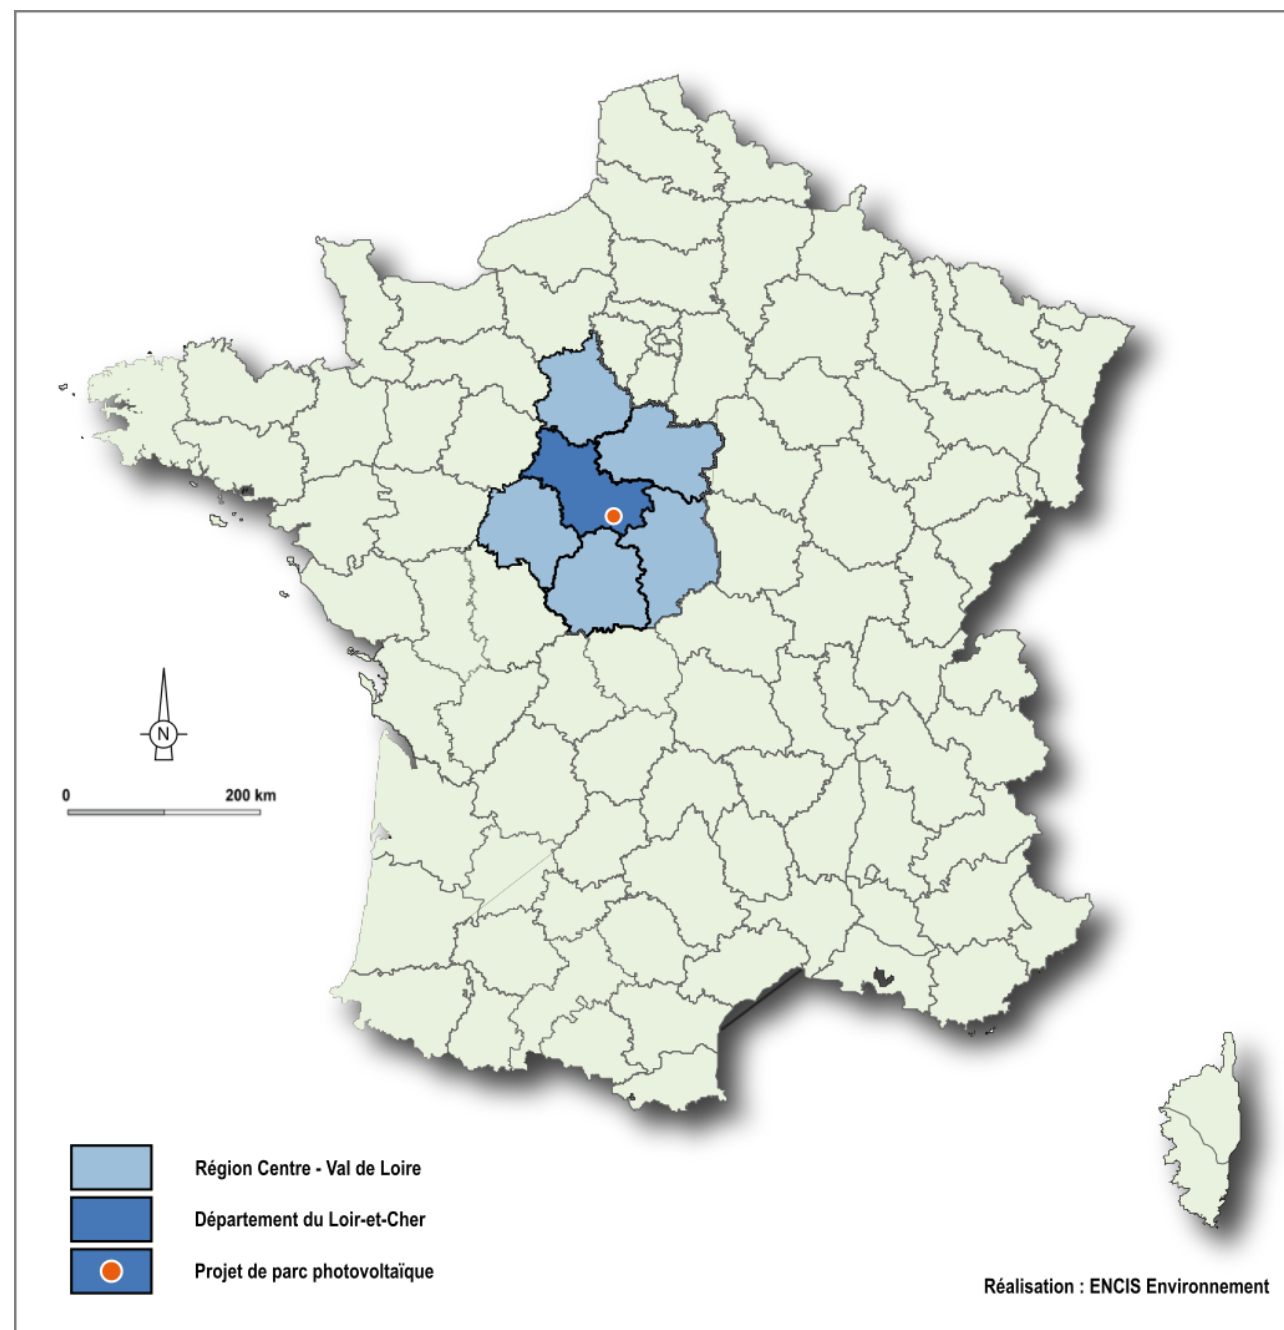 N
0 200 km
Région Centre - Val de Loire
Département du Loir-et-Cher
Projet de parc photovoltaïque
Réalisation : ENCIS Environnement